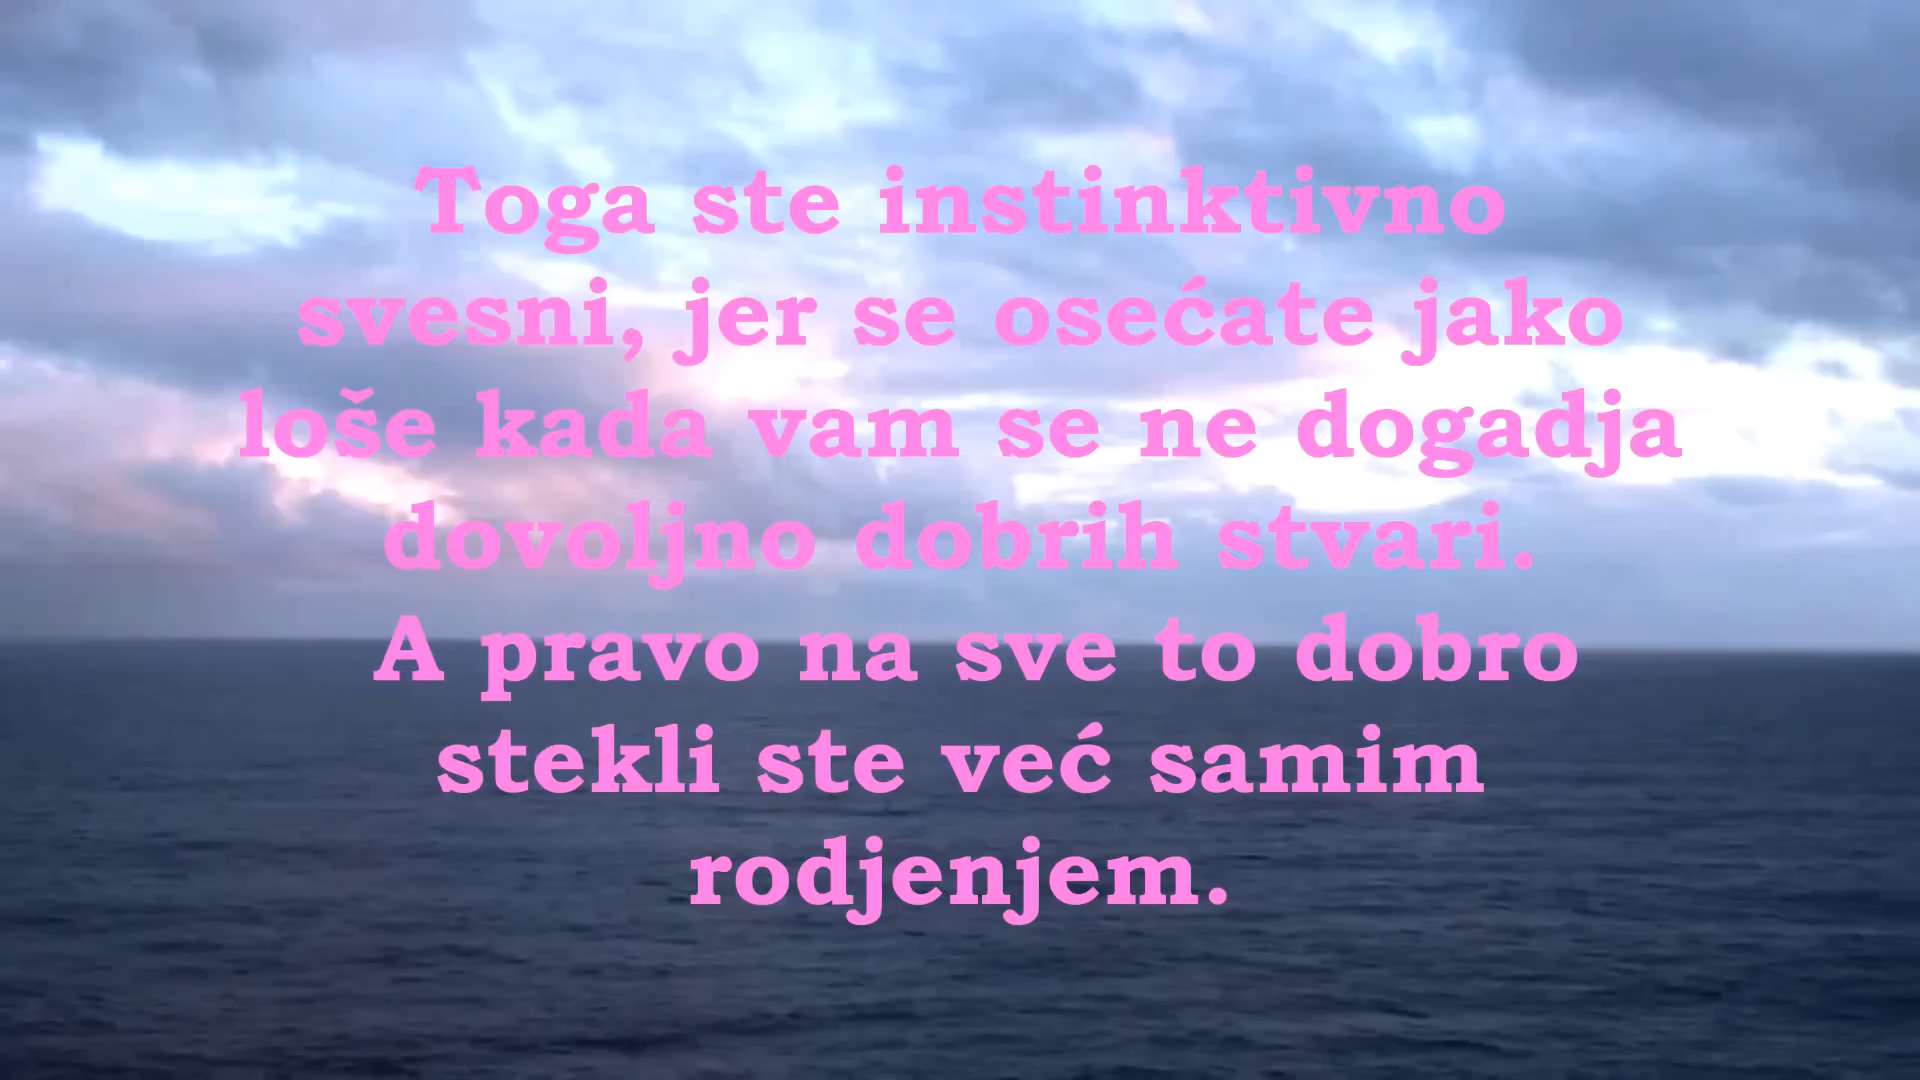 Toga ste instinktivno
svesni, jer se osećate jako
loše kada vam se ne dogadja
dovoljno dobrih stvari.
A pravo na sve to dobro
stekli ste već samim
rodjenjem.